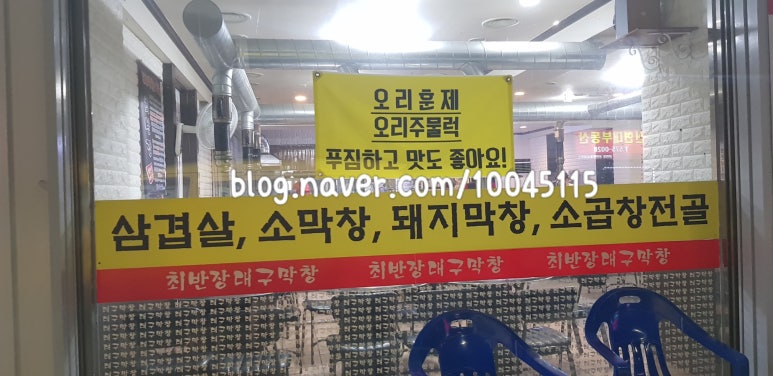 오리훈제
오리주물럭
푸짐하고 맛도 좋아요!
blog.naver.com/10045115
삼겹살, 소막창, 돼지막창, 소곱창전골
최반장대구막창 최반장대구막창 최반장대구막창